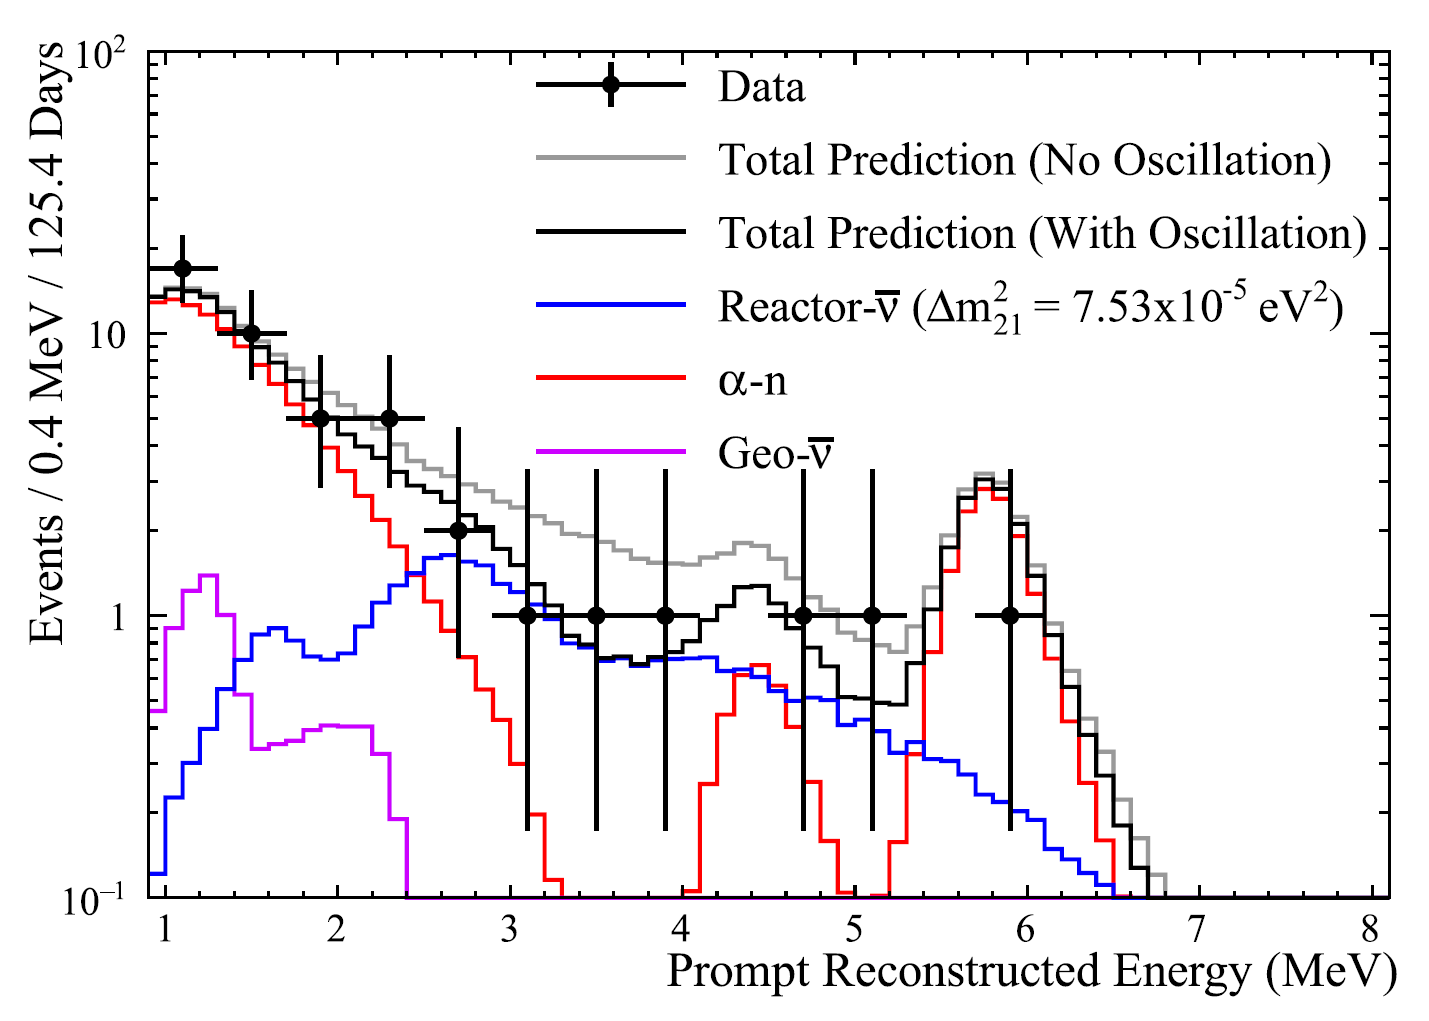 Events / 0.4 MeV / 125.4 Days
10²
10
1
10⁻¹
Data
Total Prediction (No Oscillation)
Total Prediction (With Oscillation)
Reactor-ν̅ (Δm²₂₁ = 7.53x10⁻⁵ eV²)
α-n
Geo-ν̅
1 2 3 4 5 6 7 8
Prompt Reconstructed Energy (MeV)